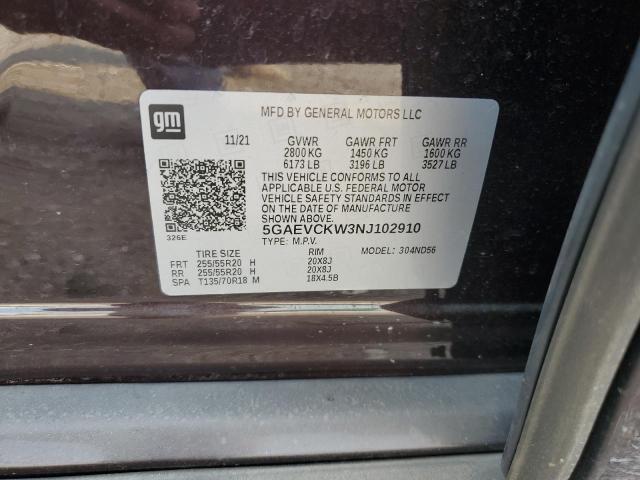 gm
MFD BY GENERAL MOTORS LLC
11/21 GVWR GAWR FRT GAWR RR
2800 KG 1450 KG 1600 KG
6173 LB 3196 LB 3527 LB
THIS VEHICLE CONFORMS TO ALL
APPLICABLE U.S. FEDERAL MOTOR
VEHICLE SAFETY STANDARDS IN EFFECT
ON THE DATE OF MANUFACTURE
SHOWN ABOVE.
5GAEVCKW3NJ102910
326E
TYPE: M.P.V. MODEL: 304ND56
TIRE SIZE RIM
FRT 255/55R20 H 20X8J
RR 255/55R20 H 20X8J
SPA T135/70R18 M 18X4.5B